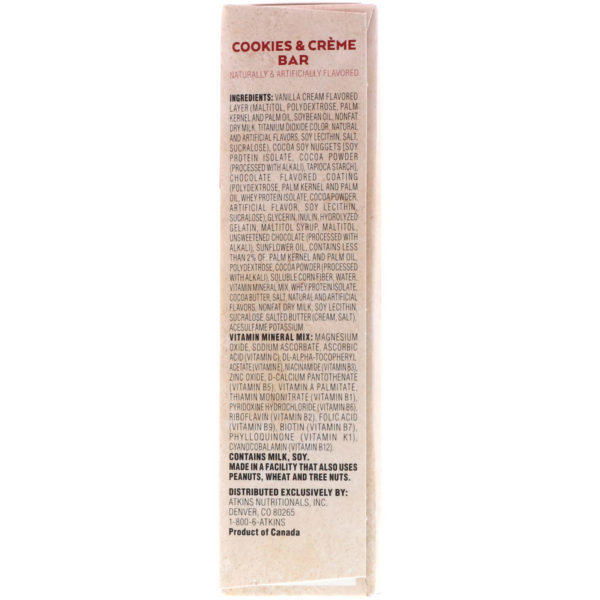 COOKIES & CRÈME
BAR
NATURALLY & ARTIFICIALLY FLAVORED
INGREDIENTS: VANILLA CREAM FLAVORED
LAYER (MALTITOL, POLYDEXTROSE, PALM
KERNEL AND PALM OIL, SOYBEAN OIL, NONFAT
DRY MILK, TITANIUM DIOXIDE COLOR, NATURAL
AND ARTIFICIAL FLAVORS, SOY LECITHIN, SALT,
SUCRALOSE), COCOA SOY NUGGETS (SOY
PROTEIN ISOLATE, COCOA POWDER
(PROCESSED WITH ALKALI), TAPIOCA STARCH),
CHOCOLATE FLAVORED COATING
(POLYDEXTROSE, PALM KERNEL AND PALM
OIL, WHEY PROTEIN ISOLATE, COCOA POWDER,
ARTIFICIAL FLAVOR, SOY LECITHIN,
SUCRALOSE), GLYCERIN, INULIN, HYDROLYZED
GELATIN, MALTITOL SYRUP, MALTITOL,
UNSWEETENED CHOCOLATE (PROCESSED WITH
ALKALI), SUNFLOWER OIL, CONTAINS LESS
THAN 2% OF: PALM KERNEL AND PALM OIL,
POLYDEXTROSE, COCOA POWDER (PROCESSED
WITH ALKALI), SOLUBLE CORN FIBER, WATER,
VITAMIN MINERAL MIX, WHEY PROTEIN ISOLATE,
COCOA BUTTER, SALT, NATURAL AND ARTIFICIAL
FLAVORS, NONFAT DRY MILK, SOY LECITHIN,
SUCRALOSE, SALTED BUTTER (CREAM, SALT),
ACESULFAME POTASSIUM
VITAMIN MINERAL MIX: MAGNESIUM
OXIDE, SODIUM ASCORBATE, ASCORBIC
ACID (VITAMIN C), DL-ALPHA-TOCOPHERYL
ACETATE (VITAMIN E), NIACINAMIDE (VITAMIN B3),
ZINC OXIDE, D-CALCIUM PANTOTHENATE
(VITAMIN B5), VITAMIN A PALMITATE,
THIAMIN MONONITRATE (VITAMIN B1),
PYRIDOXINE HYDROCHLORIDE (VITAMIN B6),
RIBOFLAVIN (VITAMIN B2), FOLIC ACID
(VITAMIN B9), BIOTIN (VITAMIN B7),
PHYLLOQUINONE (VITAMIN K1),
CYANOCOBALAMIN (VITAMIN B12).
CONTAINS MILK, SOY.
MADE IN A FACILITY THAT ALSO USES
PEANUTS, WHEAT AND TREE NUTS.
DISTRIBUTED EXCLUSIVELY BY:
ATKINS NUTRITIONALS, INC.
DENVER, CO 80265
1-800-6-ATKINS
Product of Canada